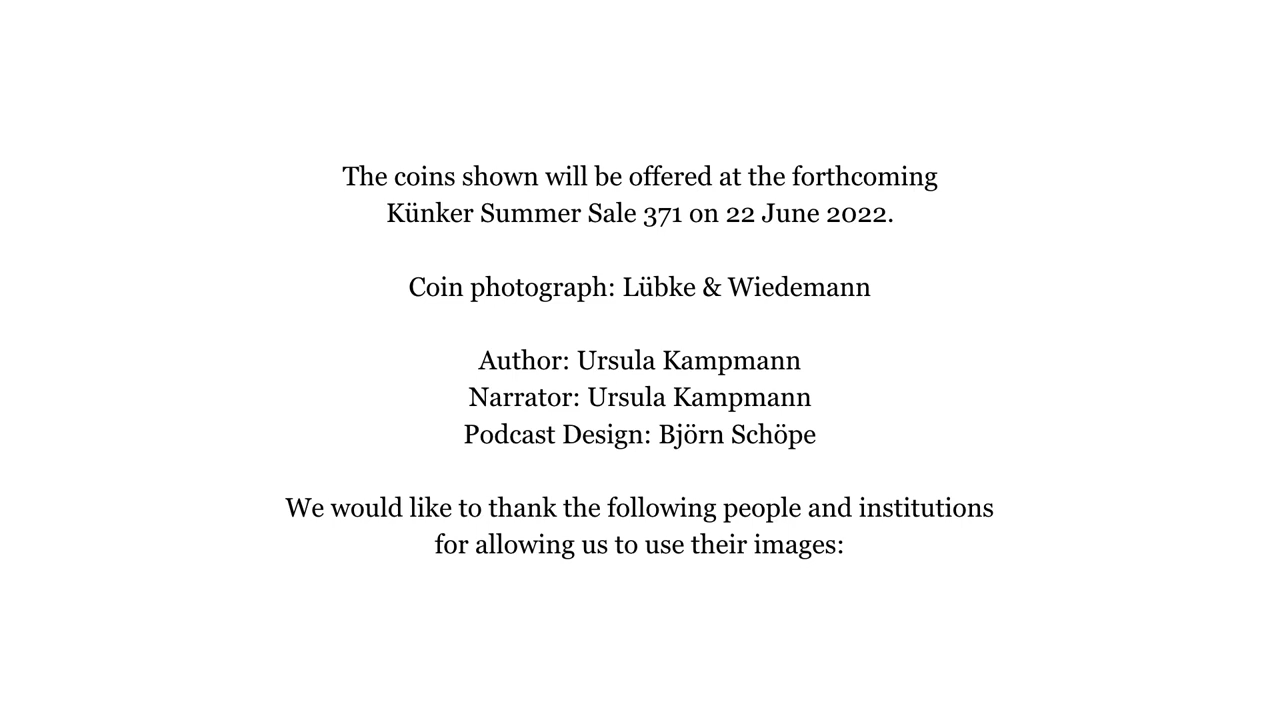 The coins shown will be offered at the forthcoming
Künker Summer Sale 371 on 22 June 2022.
Coin photograph: Lübke & Wiedemann
Author: Ursula Kampmann
Narrator: Ursula Kampmann
Podcast Design: Björn Schöpe
We would like to thank the following people and institutions
for allowing us to use their images: